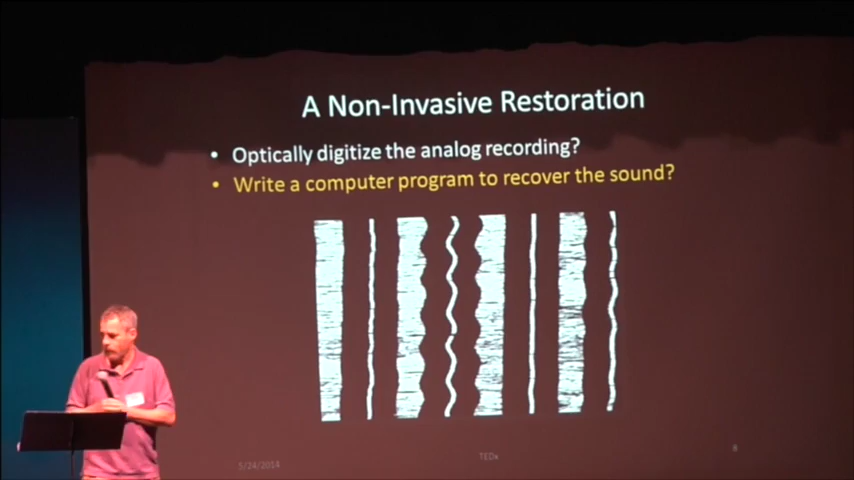 A Non-Invasive Restoration
• Optically digitize the analog recording?
• Write a computer program to recover the sound?
5/24/2014
TEDx
8